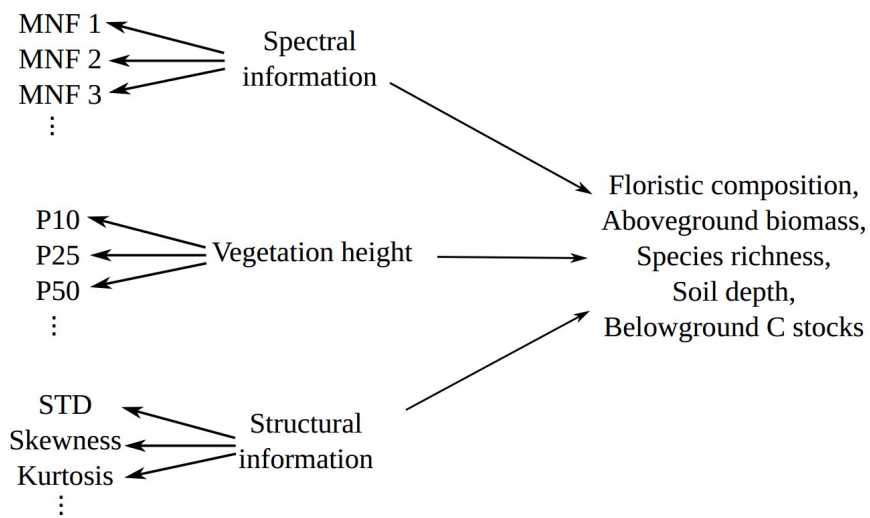 MNF 1
MNF 2
MNF 3
⋮
Spectral
information
P10
P25
P50
⋮
Vegetation height
STD
Skewness
Kurtosis
⋮
Structural
information
Floristic composition,
Aboveground biomass,
Species richness,
Soil depth,
Belowground C stocks